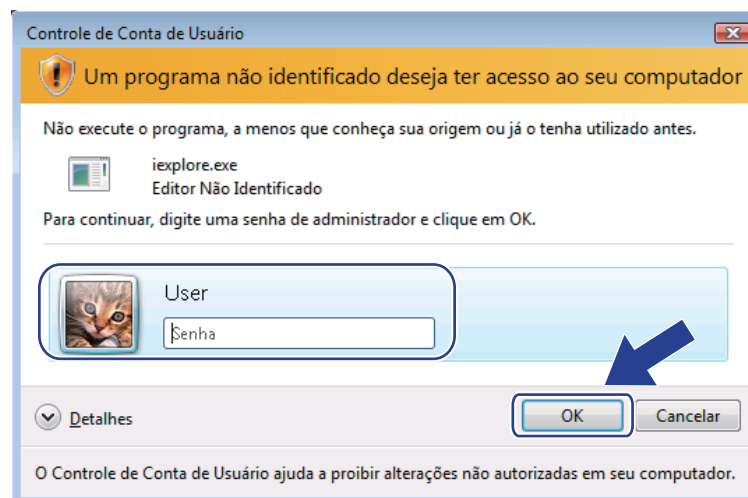 Controle de Conta de Usuário
Um programa não identificado deseja ter acesso ao seu computador
Não execute o programa, a menos que conheça sua origem ou já o tenha utilizado antes.
iexplore.exe
Editor Não Identificado
Para continuar, digite uma senha de administrador e clique em OK.
User
Senha
Detalhes
OK
Cancelar
O Controle de Conta de Usuário ajuda a proibir alterações não autorizadas em seu computador.